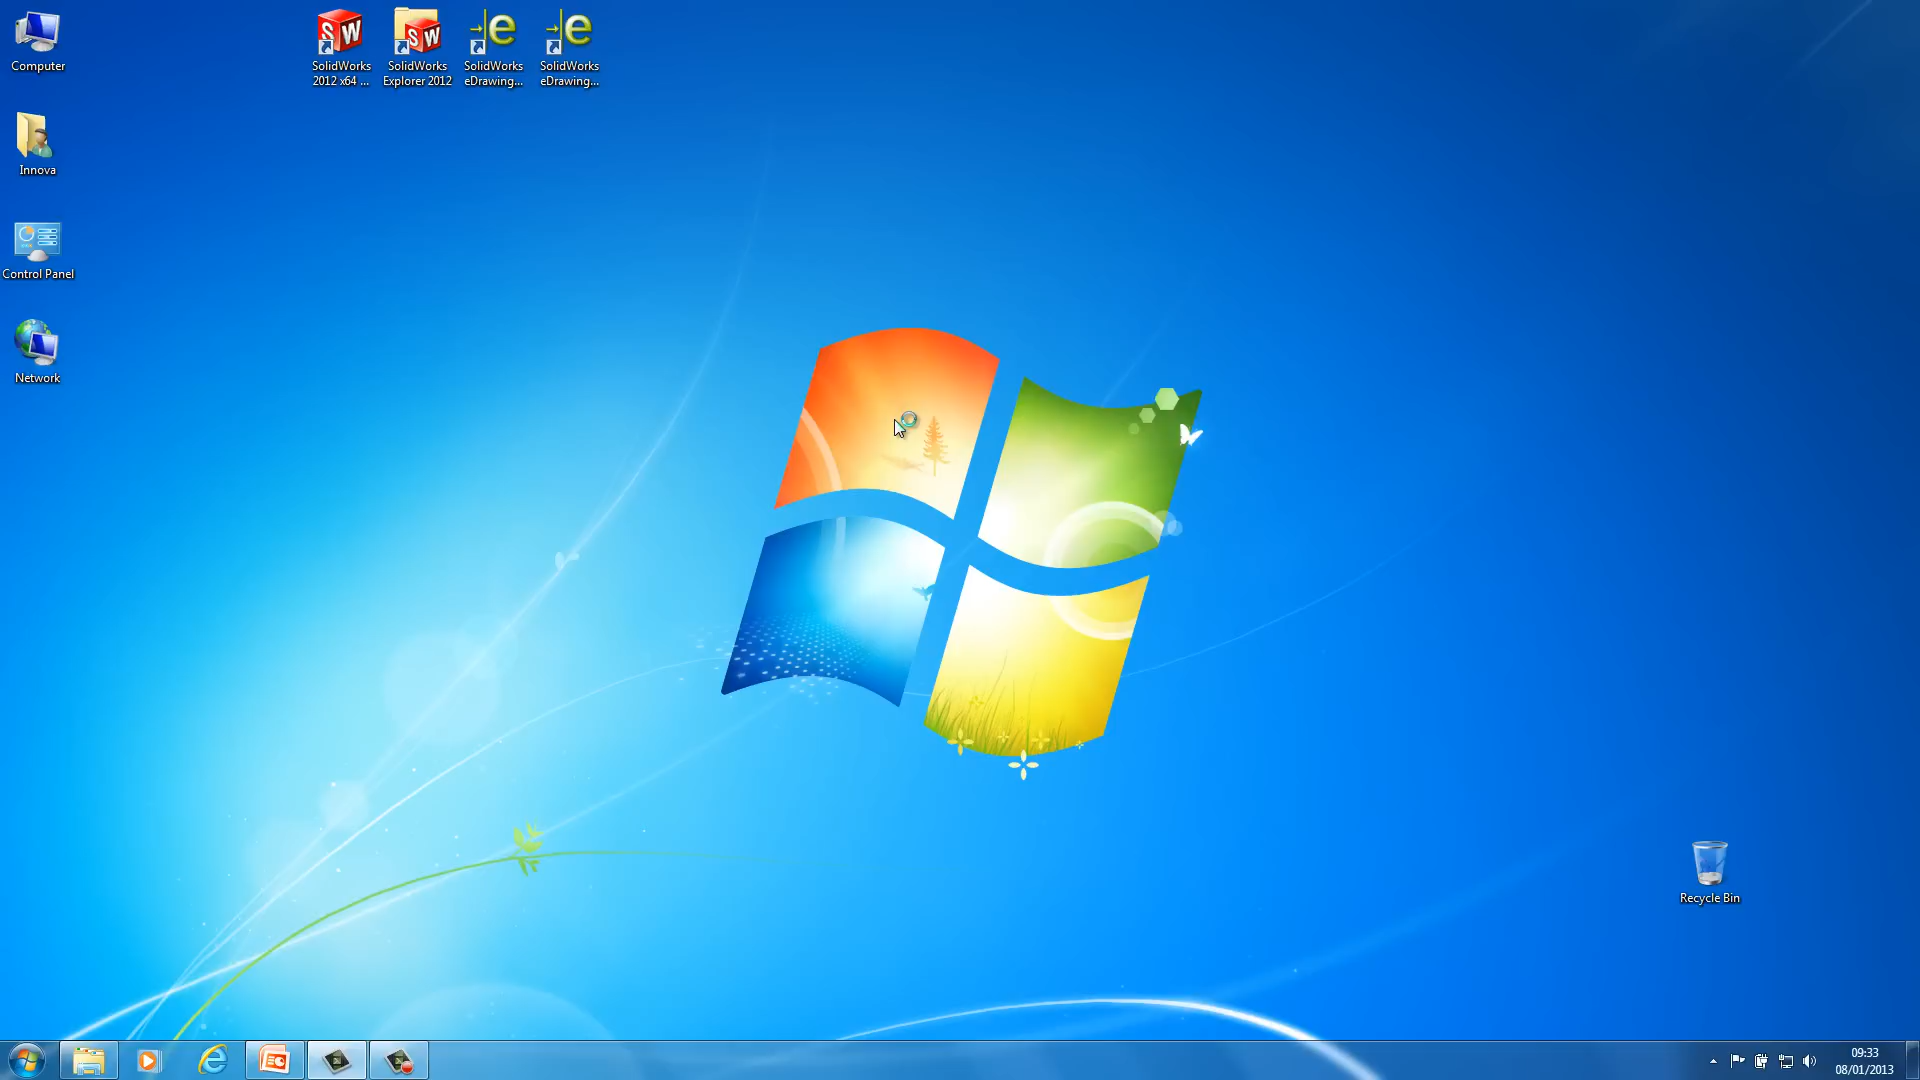 Computer
SolidWorks
2012 x64 ...
SolidWorks
Explorer 2012
SolidWorks
eDrawing...
SolidWorks
eDrawing...
Innova
Control Panel
Network
Recycle Bin
09:33
08/01/2013